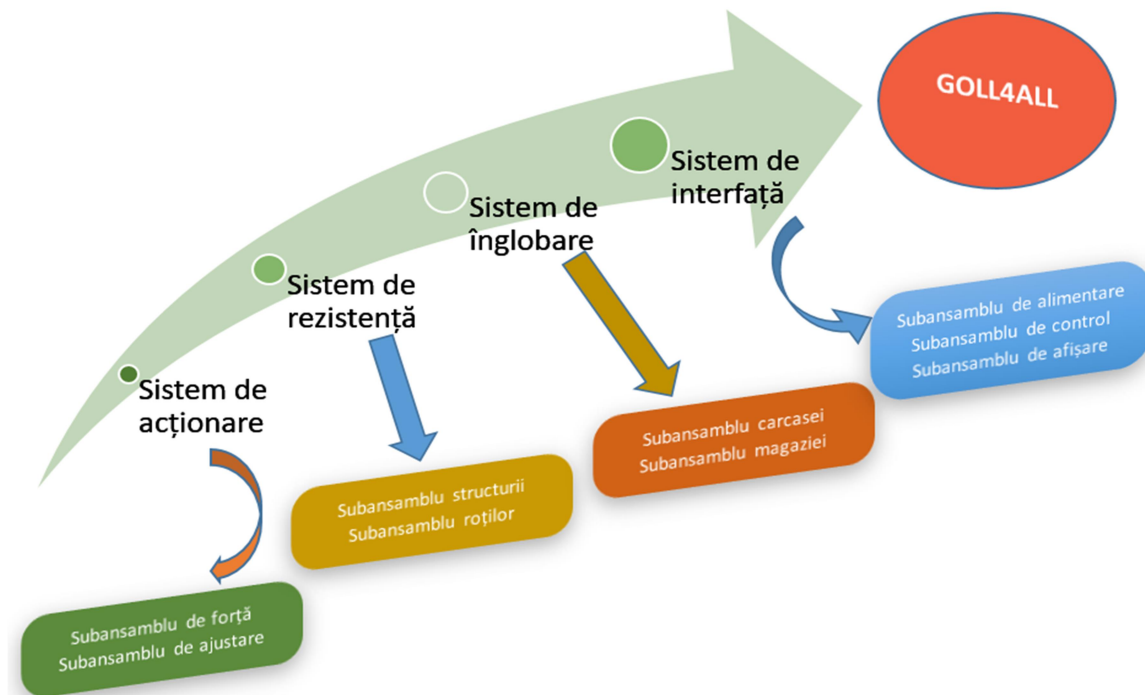 GOLL4ALL
Sistem de
interfață
Sistem de
înglobare
Sistem de
rezistență
Sistem de
acționare
Subansamblu de alimentare
Subansamblu de control
Subansamblu de afișare
Subansamblu carcasei
Subansamblu magaziei
Subansamblu structurii
Subansamblu roților
Subansamblu de forță
Subansamblu de ajustare